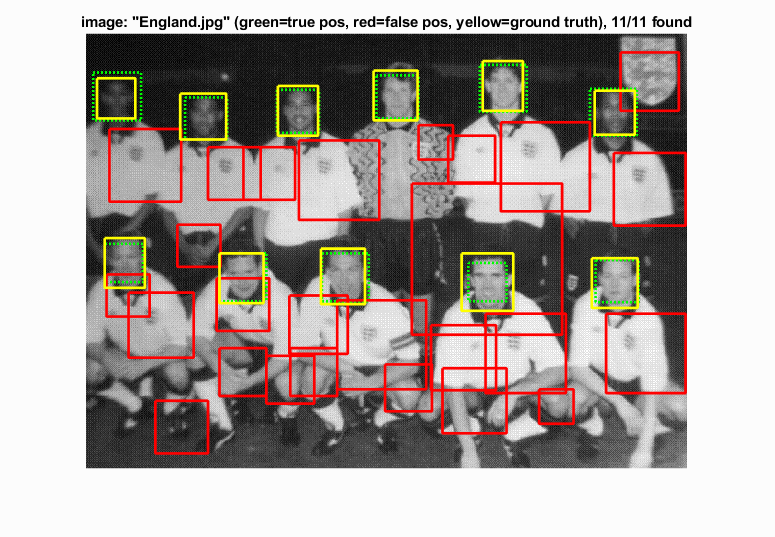 image: "England.jpg" (green=true pos, red=false pos, yellow=ground truth), 11/11 found